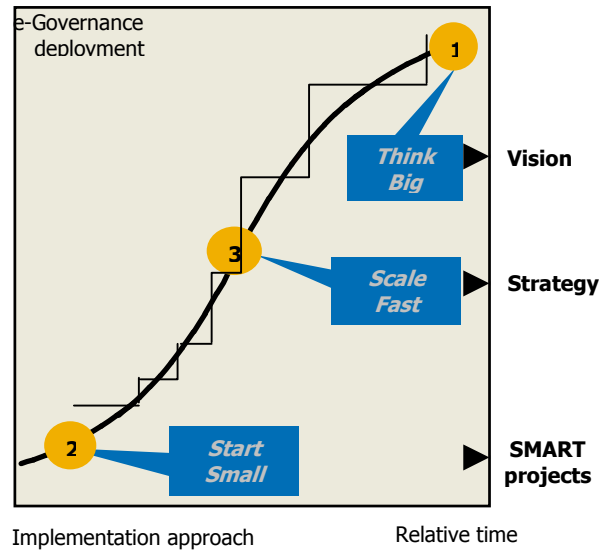 e-Governance
deployment
1
Think
Big
Vision
3
Scale
Fast
Strategy
2
Start
Small
SMART
projects
Implementation approach
Relative time